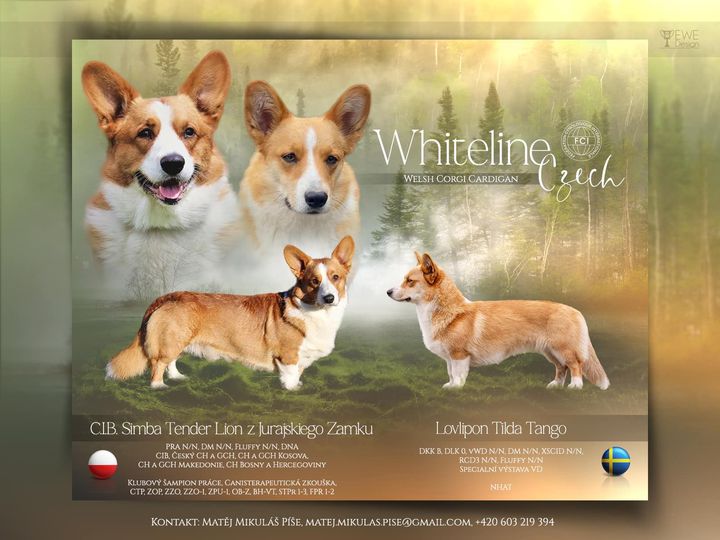 EWE
Design
Whiteline
FCI
Welsh Corgi Cardigan
Czech
C.I.B. Simba Tender Lion z Jurajskiego Zamku
PRA N/N, DM N/N, Fluffy N/N, DNA
CIB, Český CH a GCH, CH a GCH Kosova,
CH a GCH Makedonie, CH Bosny a Hercegoviny
Klubový šampion práce, Canisterapeutická zkouška,
CTP, ZOP, ZZO, ZZO-1, ZPU-1, OB-Z, BH-VT, STPr 1-3, FPR 1-2
Lovlipon Tilda Tango
DKK B, DLK 0, vWD N/N, DM N/N, XSCID N/N,
RCD3 N/N, Fluffy N/N
Specialní výstava VD
NHAT
Kontakt: Matěj Mikuláš Píše, matej.mikulas.pise@gmail.com, +420 603 219 394